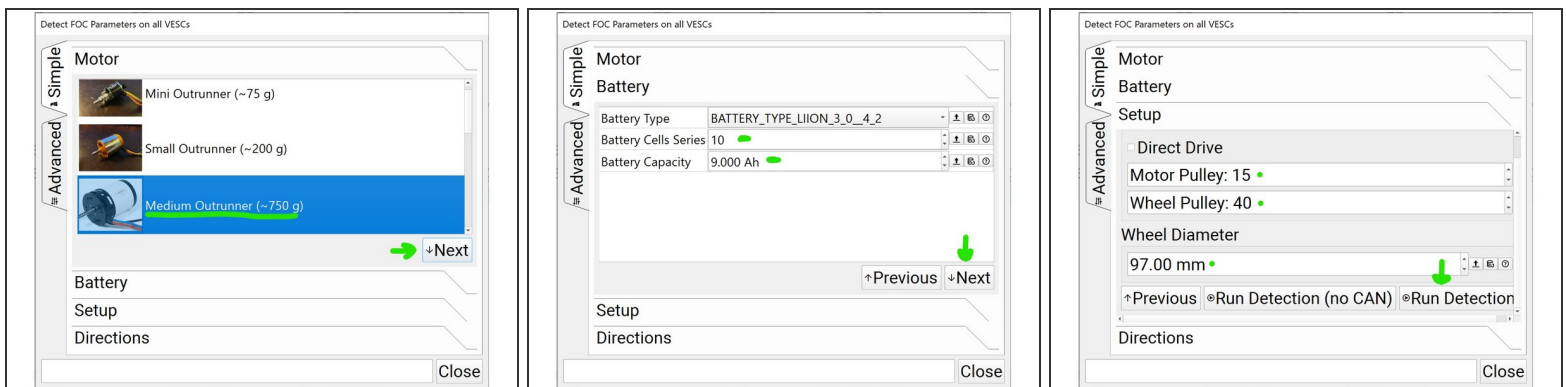 Detect FOC Parameters on all VESCs
Simple
Advanced
Motor
Mini Outrunner (~75 g)
Small Outrunner (~200 g)
Medium Outrunner (~750 g)
Next
Battery
Setup
Directions
Close
Detect FOC Parameters on all VESCs
Simple
Advanced
Motor
Battery
Battery Type BATTERY_TYPE_LIION_3_0__4_2
Battery Cells Series 10
Battery Capacity 9.000 Ah
Previous Next
Setup
Directions
Close
Detect FOC Parameters on all VESCs
Simple
Advanced
Motor
Battery
Setup
Direct Drive
Motor Pulley: 15
Wheel Pulley: 40
Wheel Diameter
97.00 mm
Previous Run Detection (no CAN) Run Detection
Directions
Close